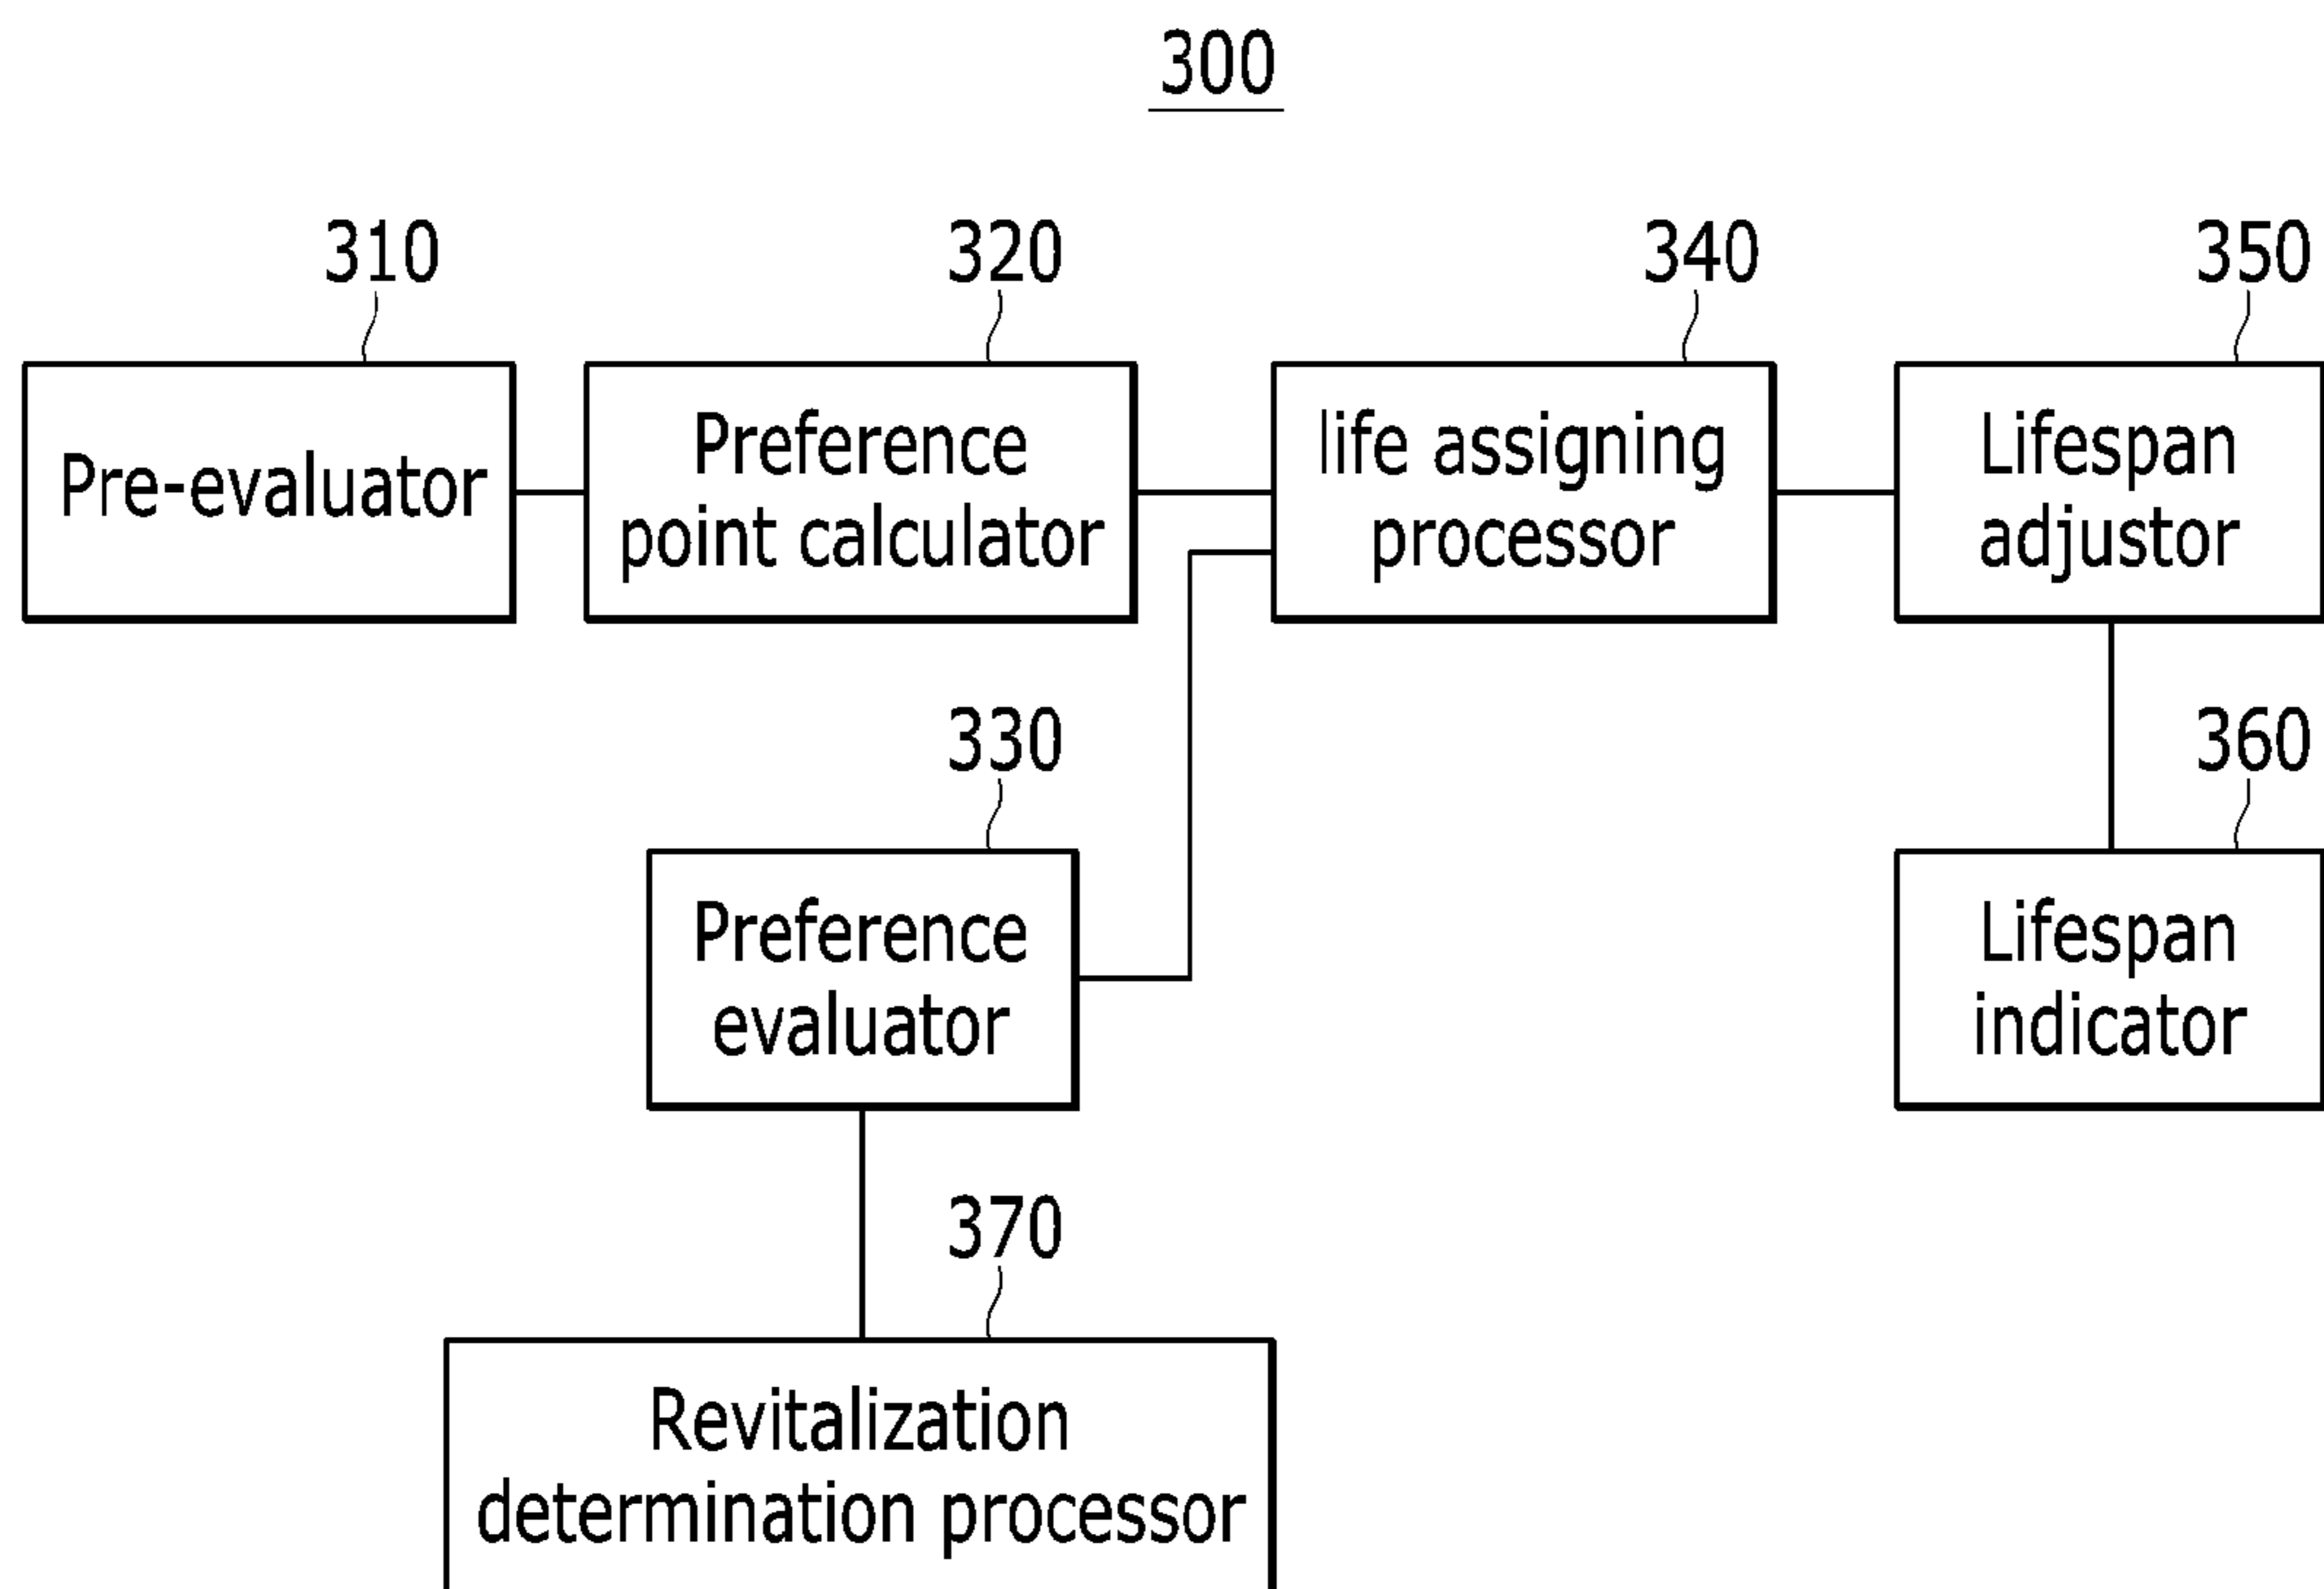 300
310
320
340
350
Pre-evaluator
Preference
point calculator
life assigning
processor
Lifespan
adjustor
330
360
Preference
evaluator
Lifespan
indicator
370
Revitalization
determination processor